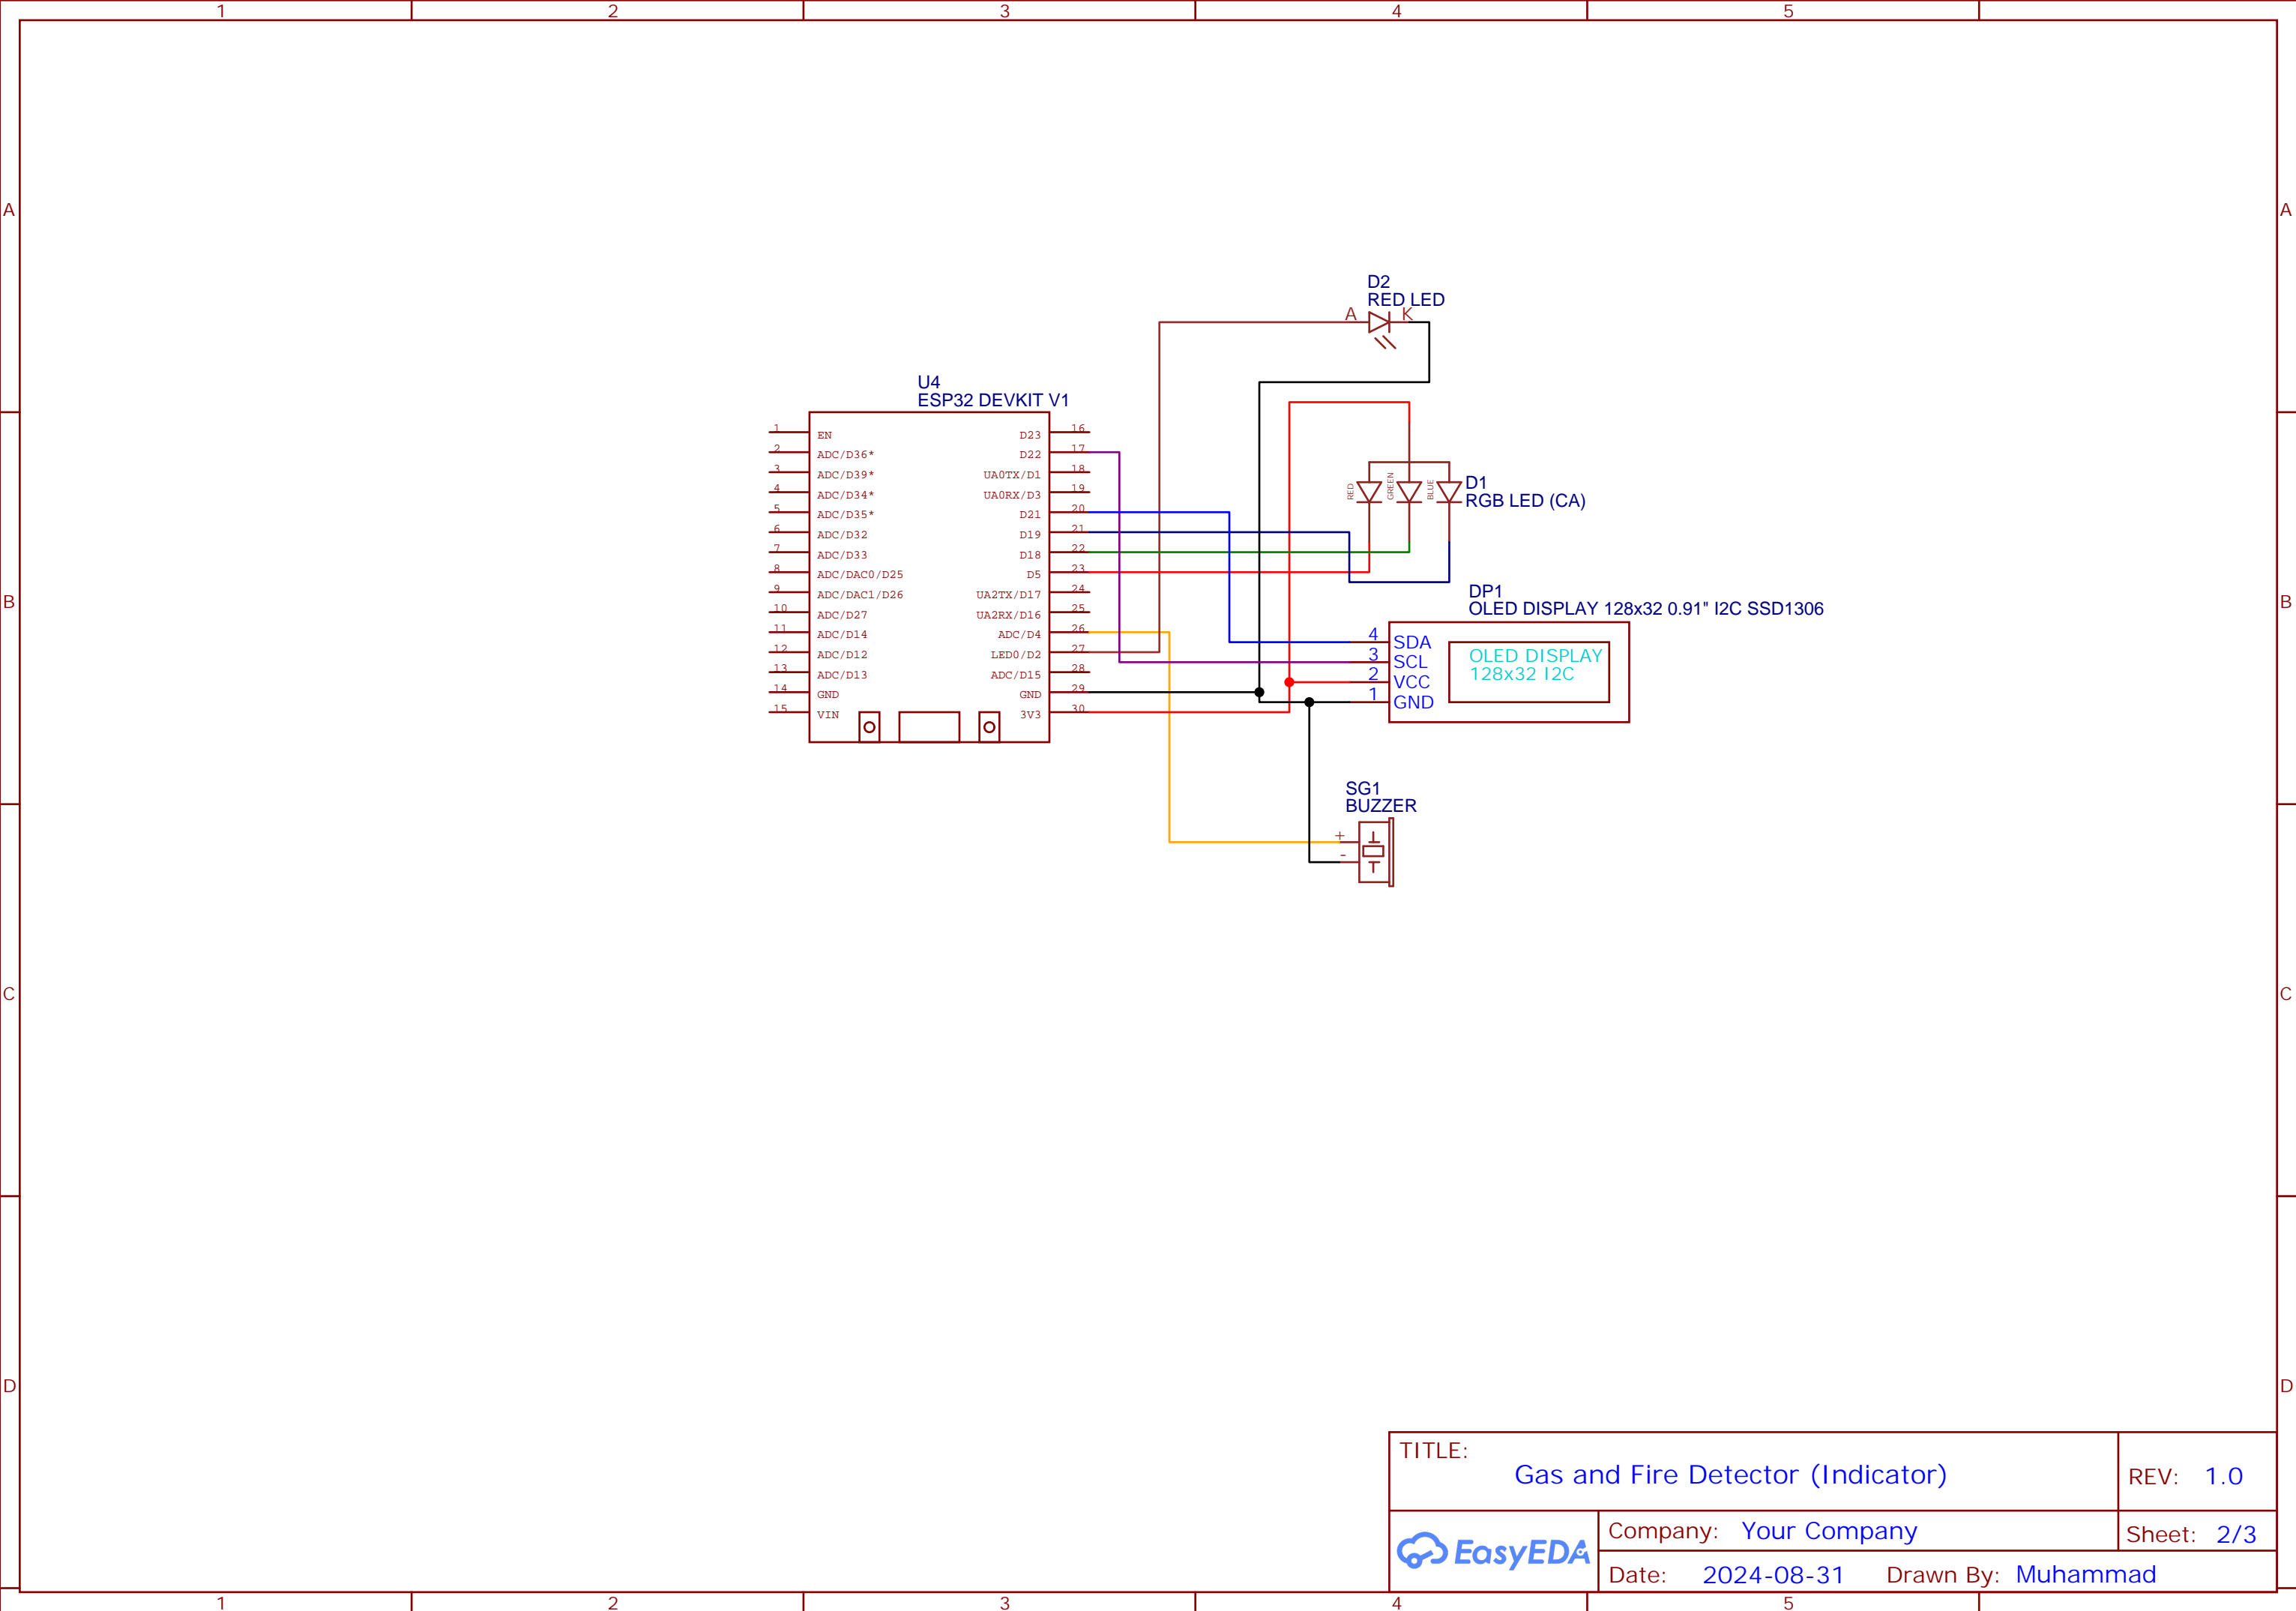 1 2 3 4 5
A A
B B
C C
D D
D2
RED LED
A K
U4
ESP32 DEVKIT V1
1 EN D23 16
2 ADC/D36* D22 17
3 ADC/D39* UA0TX/D1 18
4 ADC/D34* UA0RX/D3 19
5 ADC/D35* D21 20
6 ADC/D32 D19 21
7 ADC/D33 D18 22
8 ADC/DAC0/D25 D5 23
9 ADC/DAC1/D26 UA2TX/D17 24
10 ADC/D27 UA2RX/D16 25
11 ADC/D14 ADC/D4 26
12 ADC/D12 LED0/D2 27
13 ADC/D13 ADC/D15 28
14 GND GND 29
15 VIN 3V3 30
RED GREEN BLUE
D1
RGB LED (CA)
DP1
OLED DISPLAY 128x32 0.91" I2C SSD1306
4 SDA
3 SCL
2 VCC
1 GND
OLED DISPLAY
128x32 I2C
SG1
BUZZER
+
-
TITLE:
Gas and Fire Detector (Indicator)
REV: 1.0
EasyEDA
Company: Your Company
Sheet: 2/3
Date: 2024-08-31 Drawn By: Muhammad
1 2 3 4 5